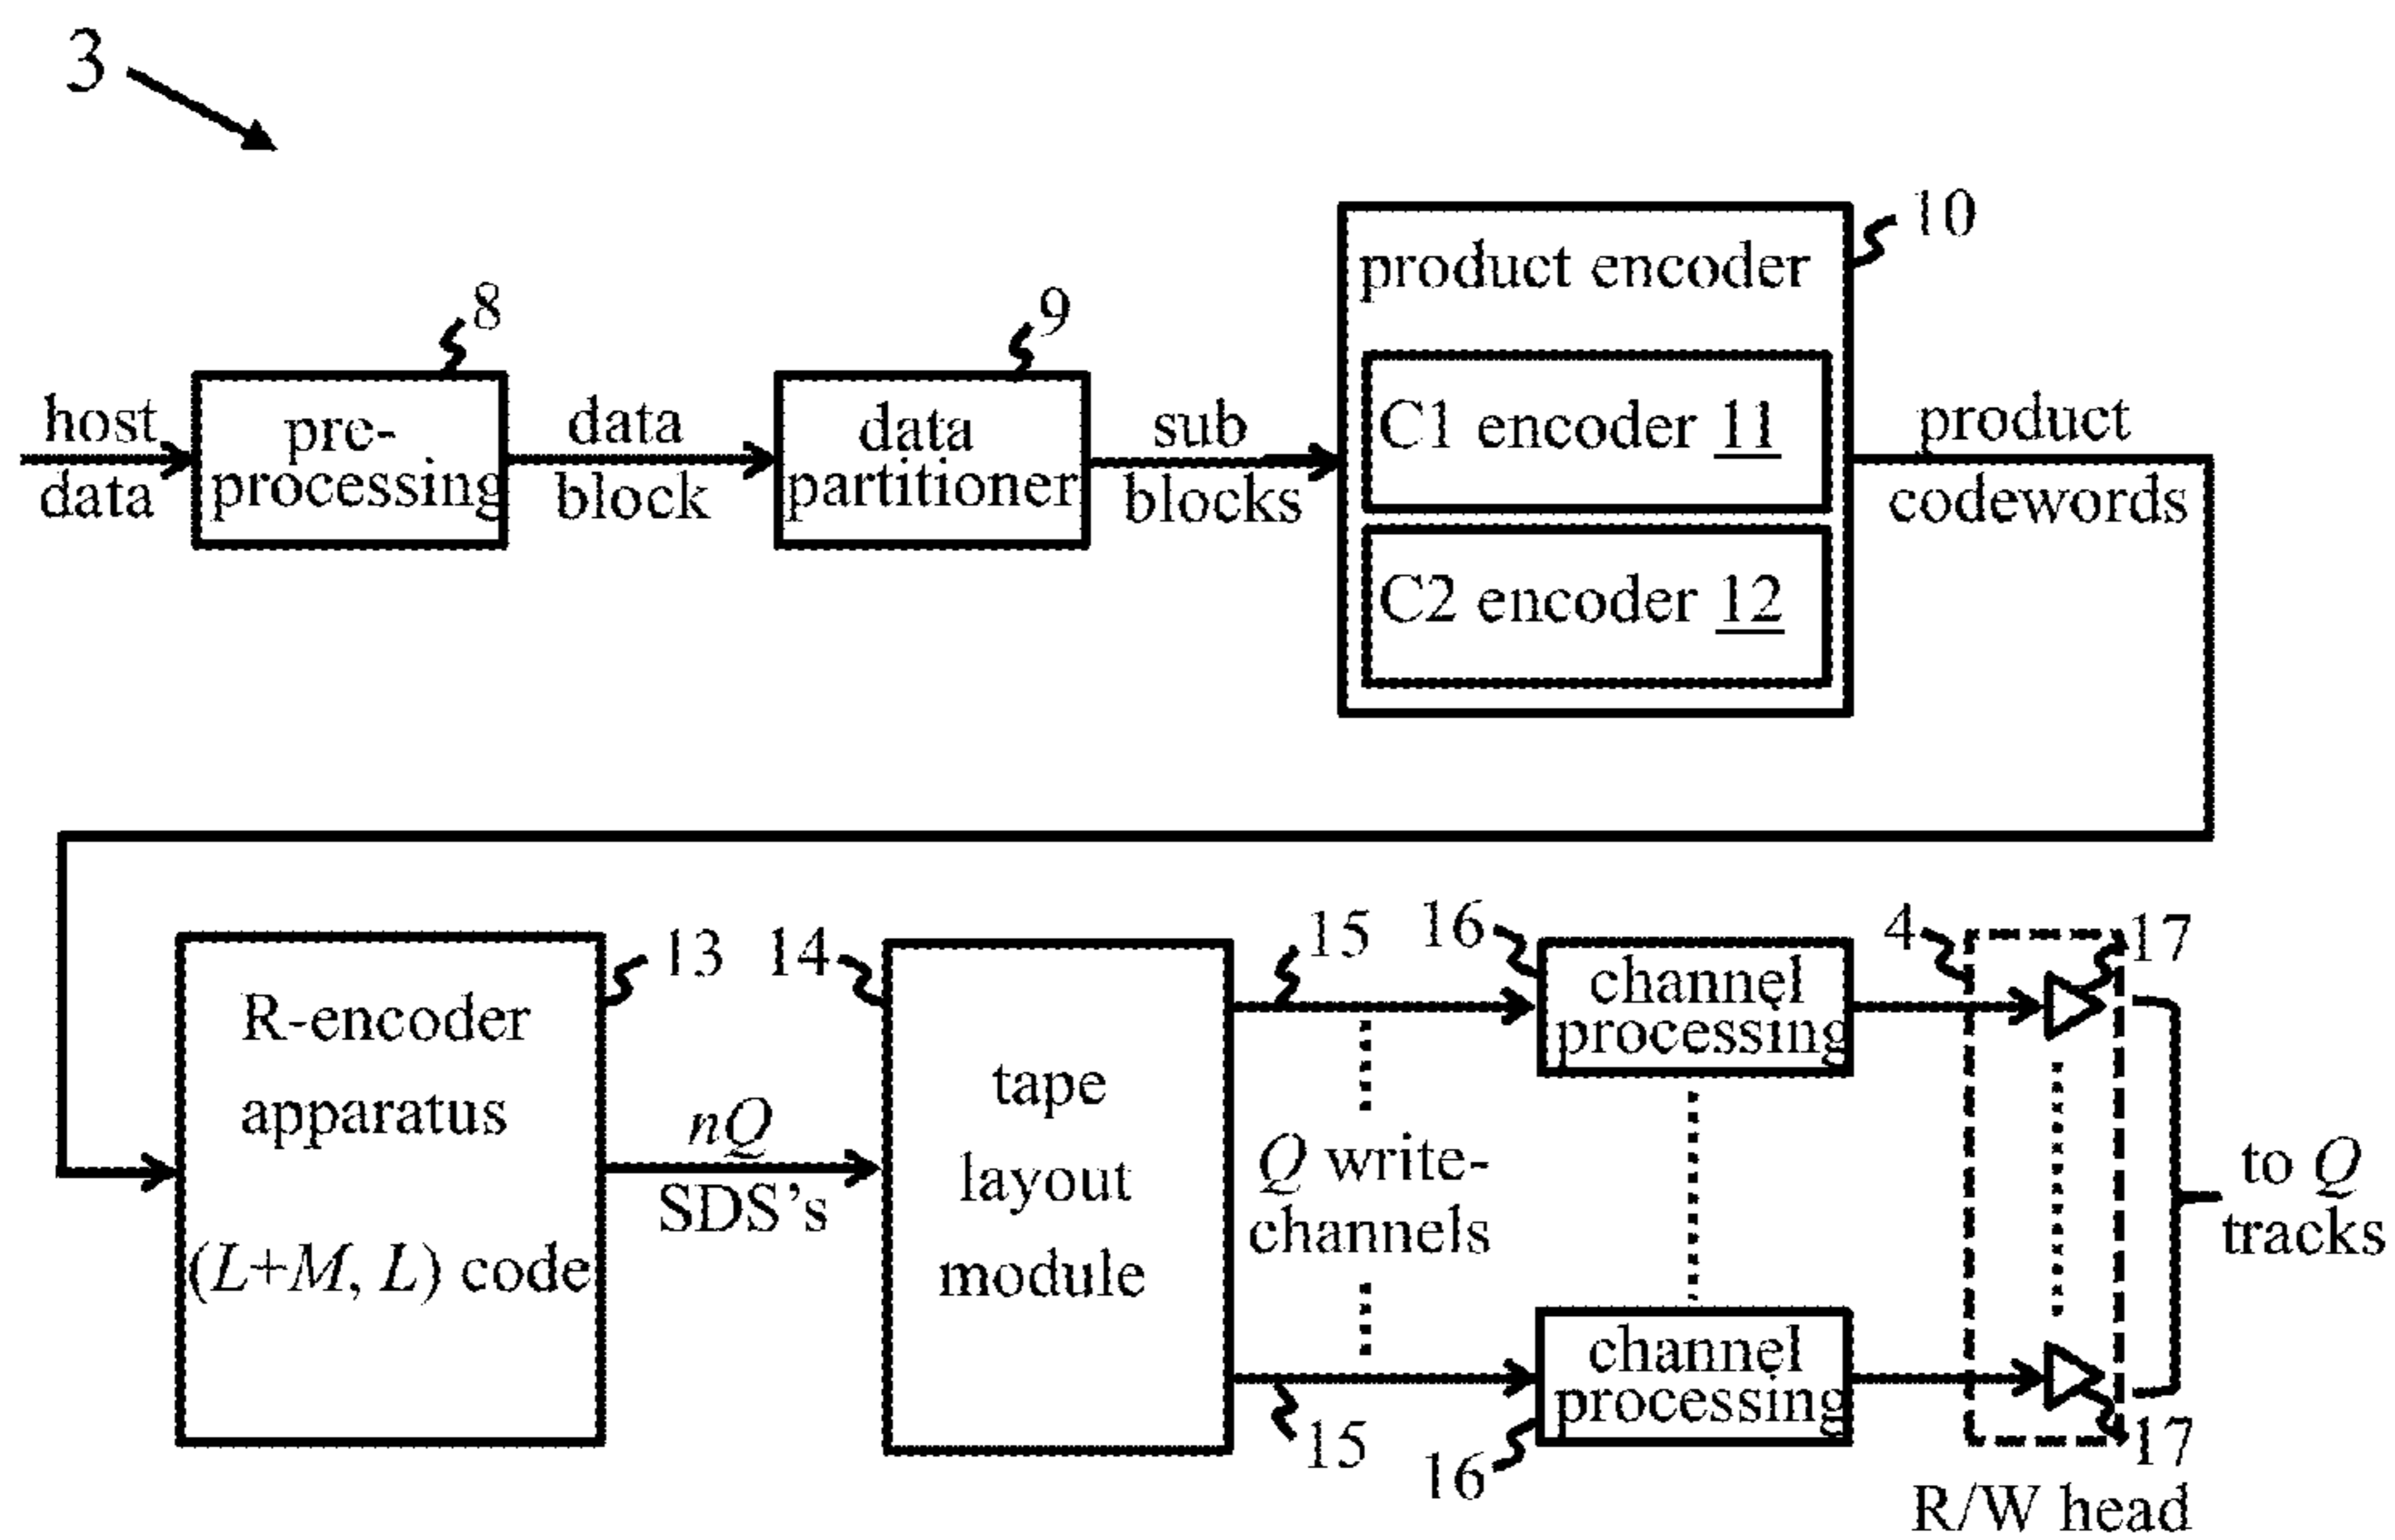 3
10
product encoder
8
9
host
data
pre-
processing
data
block
data
partitioner
sub
blocks
C1 encoder 11
C2 encoder 12
product
codewords
13
14
15
16
4
17
R-encoder
apparatus
(L+M, L) code
nQ
SDS's
tape
layout
module
Q write-
channels
channel
processing
to Q
tracks
channel
processing
15
16
17
R/W head